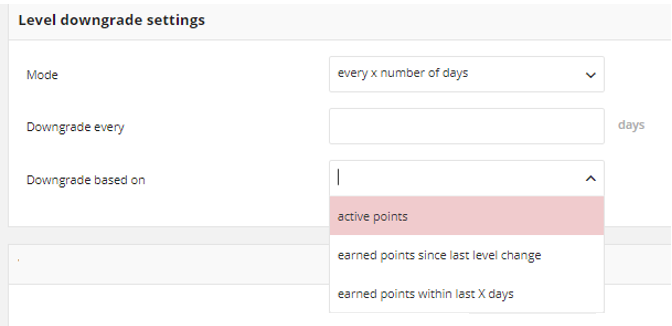 Level downgrade settings
Mode
every x number of days
Downgrade every
days
Downgrade based on
active points
earned points since last level change
earned points within last X days